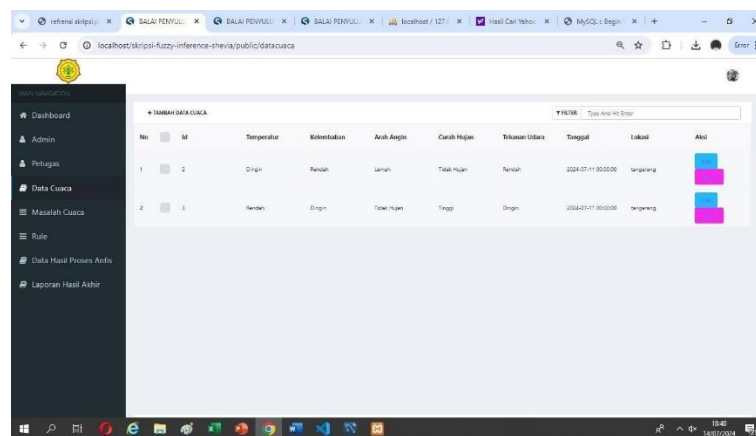 refrensi skripsi
BALAI PENYULU
BALAI PENYULU
BALAI PENYULU
localhost / 127
Hasil Cari Yahoo
MySQL :: Begin
localhost/skripsi-fuzzy-inference-shevia/public/datacuaca
Error
MAIN NAVIGATION
Dashboard
Admin
Petugas
Data Cuaca
Masalah Cuaca
Rule
Data Hasil Proses Anfis
Laporan Hasil Akhir
+ TAMBAH DATA CUACA
FILTER Type And Hit Enter
No Id Temperatur Kelembaban Arah Angin Curah Hujan Tekanan Udara Tanggal Lokasi Aksi
1 2 Dingin Rendah Lemah Tidak Hujan Rendah 2024-07-11 00:00:00 tangerang
2 3 Rendah Dingin Tidak Hujan Tinggi Dingin 2024-07-11 00:00:00 tangerang
18:40
14/07/2024